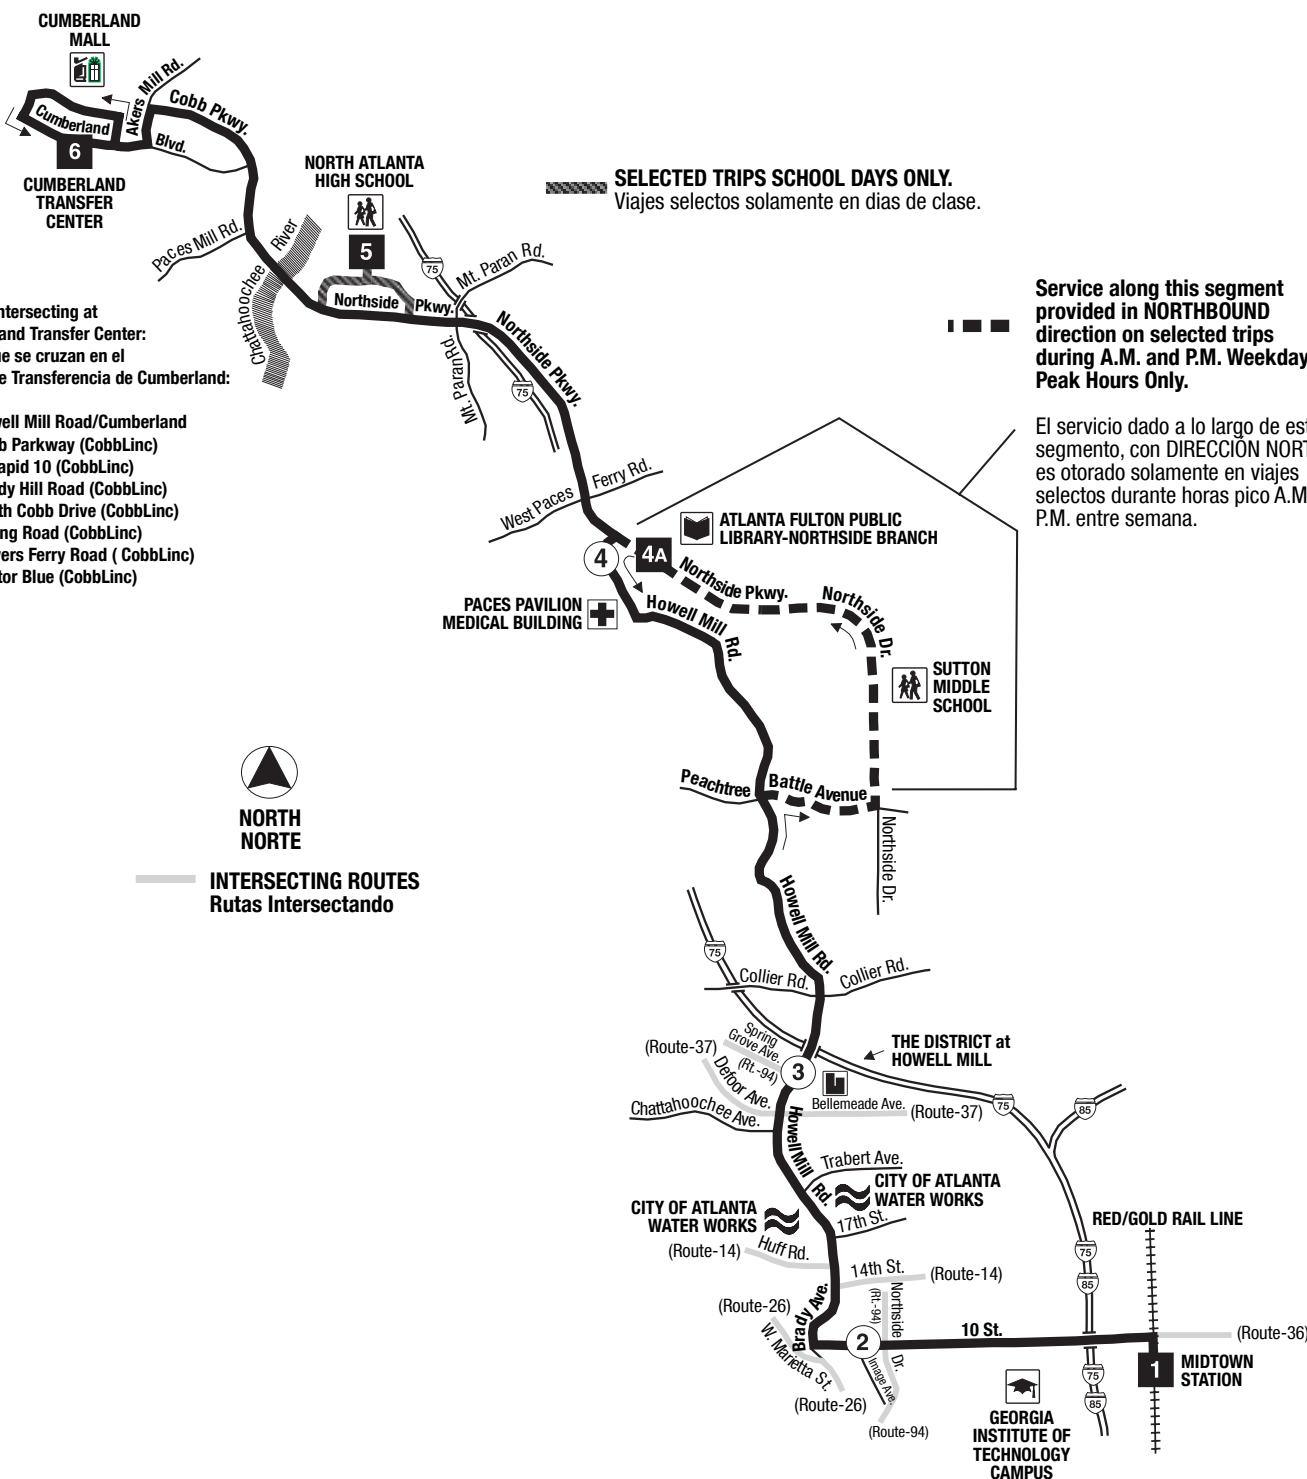 CUMBERLAND
MALL
Akers Mill Rd.
Cobb Pkwy.
Cumberland
Blvd.
6
CUMBERLAND
TRANSFER
CENTER
NORTH ATLANTA
HIGH SCHOOL
5
SELECTED TRIPS SCHOOL DAYS ONLY.
Viajes selectos solamente en dias de clase.
Paces Mill Rd.
Chattahoochee River
75
Mt. Paran Rd.
Northside Pkwy.
Northside Pkwy.
Mt. Paran Rd.
75
Service along this segment
provided in NORTHBOUND
direction on selected trips
during A.M. and P.M. Weekday
Peak Hours Only.
El servicio dado a lo largo de est
segmento, con DIRECCIÓN NORT
es otorado solamente en viajes
selectos durante horas pico A.M
P.M. entre semana.
ntersecting at
and Transfer Center:
ue se cruzan en el
e Transferencia de Cumberland:
ell Mill Road/Cumberland
b Parkway (CobbLinc)
apid 10 (CobbLinc)
dy Hill Road (CobbLinc)
th Cobb Drive (CobbLinc)
ng Road (CobbLinc)
ers Ferry Road ( CobbLinc)
tor Blue (CobbLinc)
West Paces Ferry Rd.
ATLANTA FULTON PUBLIC
LIBRARY-NORTHSIDE BRANCH
4
4A
Northside Pkwy.
Northside Dr.
PACES PAVILION
MEDICAL BUILDING
Howell Mill Rd.
SUTTON
MIDDLE
SCHOOL
Peachtree Battle Avenue
Northside Dr.
NORTH
NORTE
INTERSECTING ROUTES
Rutas Intersectando
Howell Mill Rd.
75
Collier Rd.
Collier Rd.
THE DISTRICT at
HOWELL MILL
Spring
Grove Ave.
(Rt.-94)
(Route-37)
3
Defoor Ave.
Bellemeade Ave.
(Route-37)
75
85
Chattahoochee Ave.
Howell Mill Rd.
Trabert Ave.
CITY OF ATLANTA
WATER WORKS
CITY OF ATLANTA
WATER WORKS
17th St.
RED/GOLD RAIL LINE
(Route-14)
Huff Rd.
14th St.
(Route-14)
75
85
(Route-26)
Brady Ave.
(Rt.-94)
Northside Dr.
2
10 St.
(Route-36)
W. Marietta St.
Image Ave.
(Route-26)
(Route-94)
75
85
1
MIDTOWN
STATION
GEORGIA
INSTITUTE OF
TECHNOLOGY
CAMPUS